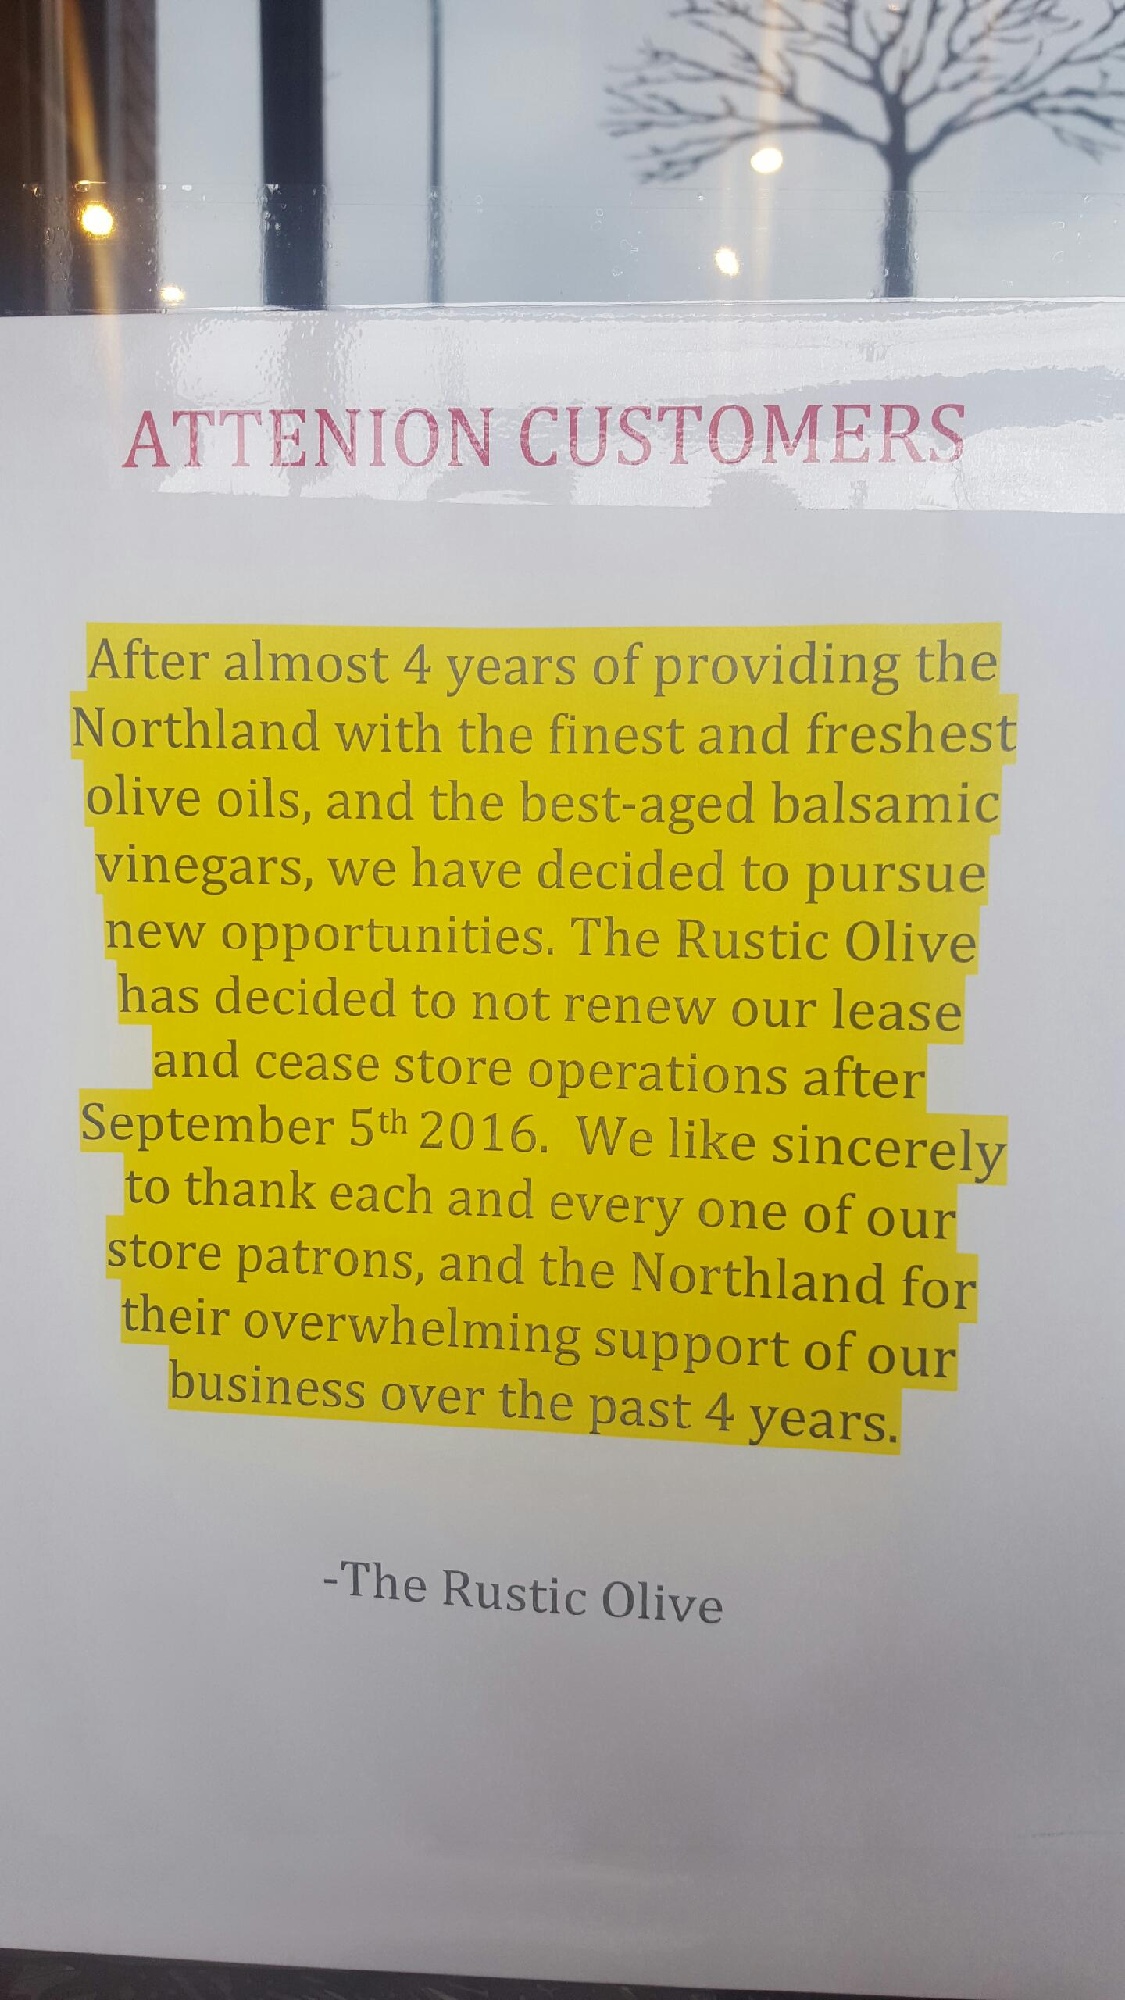 ATTENION CUSTOMERS
After almost 4 years of providing the
Northland with the finest and freshest
olive oils, and the best-aged balsamic
vinegars, we have decided to pursue
new opportunities. The Rustic Olive
has decided to not renew our lease
and cease store operations after
September 5th 2016.  We like sincerely
to thank each and every one of our
store patrons, and the Northland for
their overwhelming support of our
business over the past 4 years.
-The Rustic Olive